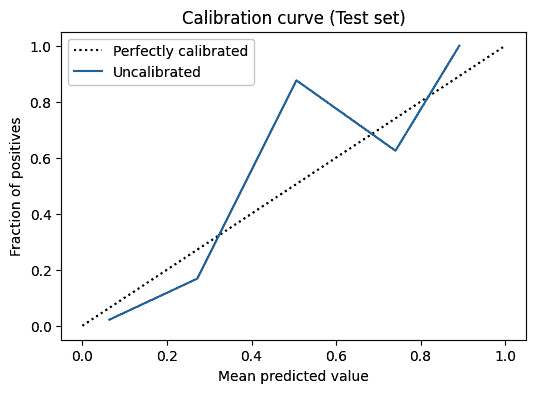 Calibration curve (Test set)
Perfectly calibrated
Uncalibrated
Fraction of positives
1.0
0.8
0.6
0.4
0.2
0.0
0.0 0.2 0.4 0.6 0.8 1.0
Mean predicted value